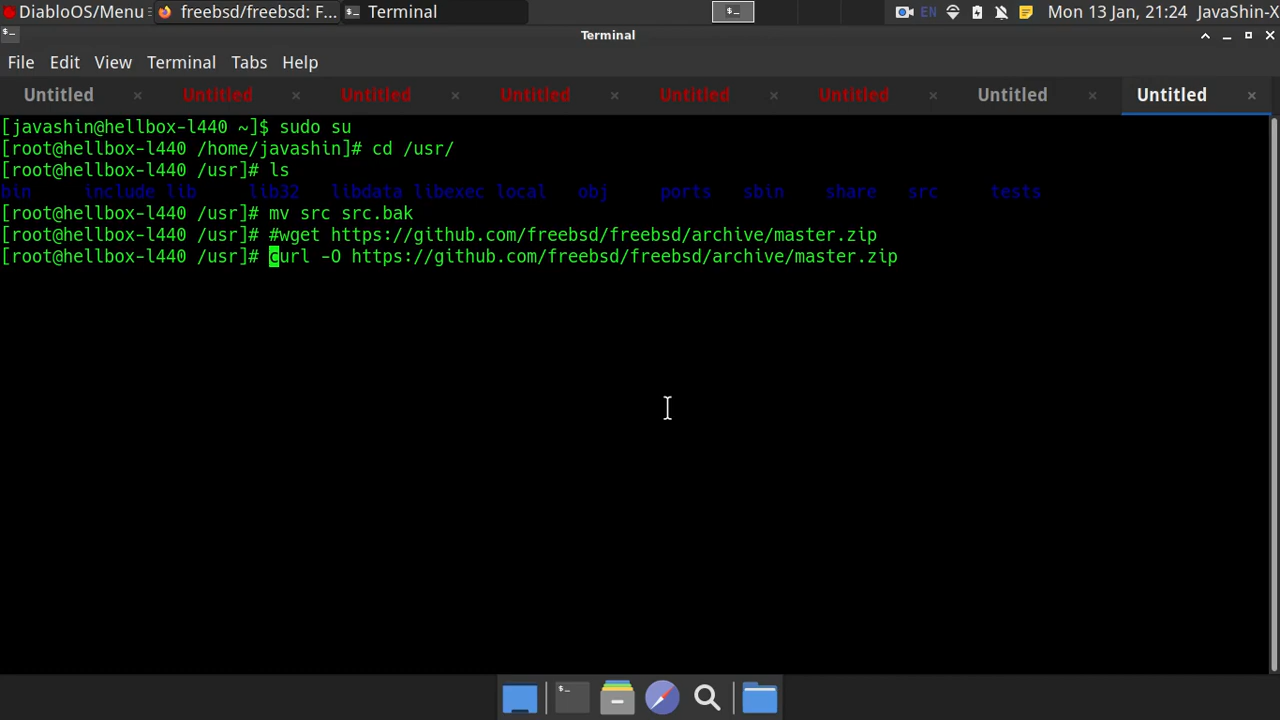 DiabloOS/Menu freebsd/freebsd: F... Terminal EN Mon 13 Jan, 21:24 JavaShin-X
Terminal
File Edit View Terminal Tabs Help
Untitled × Untitled × Untitled × Untitled × Untitled × Untitled × Untitled × Untitled ×
[javashin@hellbox-l440 ~]$ sudo su
[root@hellbox-l440 /home/javashin]# cd /usr/
[root@hellbox-l440 /usr]# ls
bin include lib lib32 libdata libexec local obj ports sbin share src tests
[root@hellbox-l440 /usr]# mv src src.bak
[root@hellbox-l440 /usr]# #wget https://github.com/freebsd/freebsd/archive/master.zip
[root@hellbox-l440 /usr]# curl -O https://github.com/freebsd/freebsd/archive/master.zip